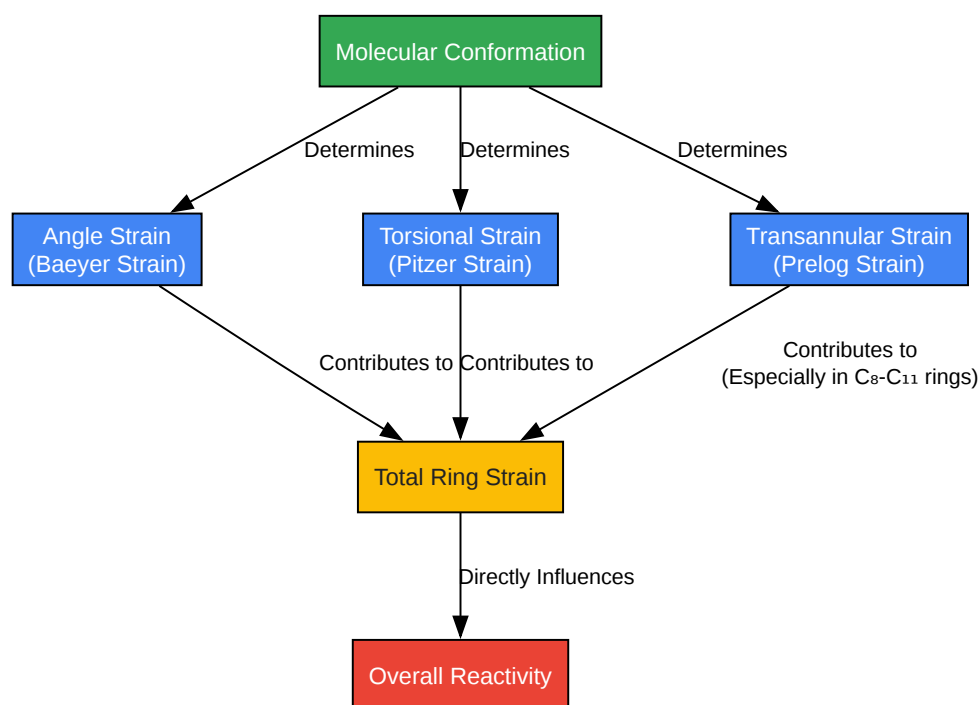 Molecular Conformation
Determines
Determines
Determines
Angle Strain
(Baeyer Strain)
Torsional Strain
(Pitzer Strain)
Transannular Strain
(Prelog Strain)
Contributes to
Contributes to
Contributes to
(Especially in C₈-C₁₁ rings)
Total Ring Strain
Directly Influences
Overall Reactivity